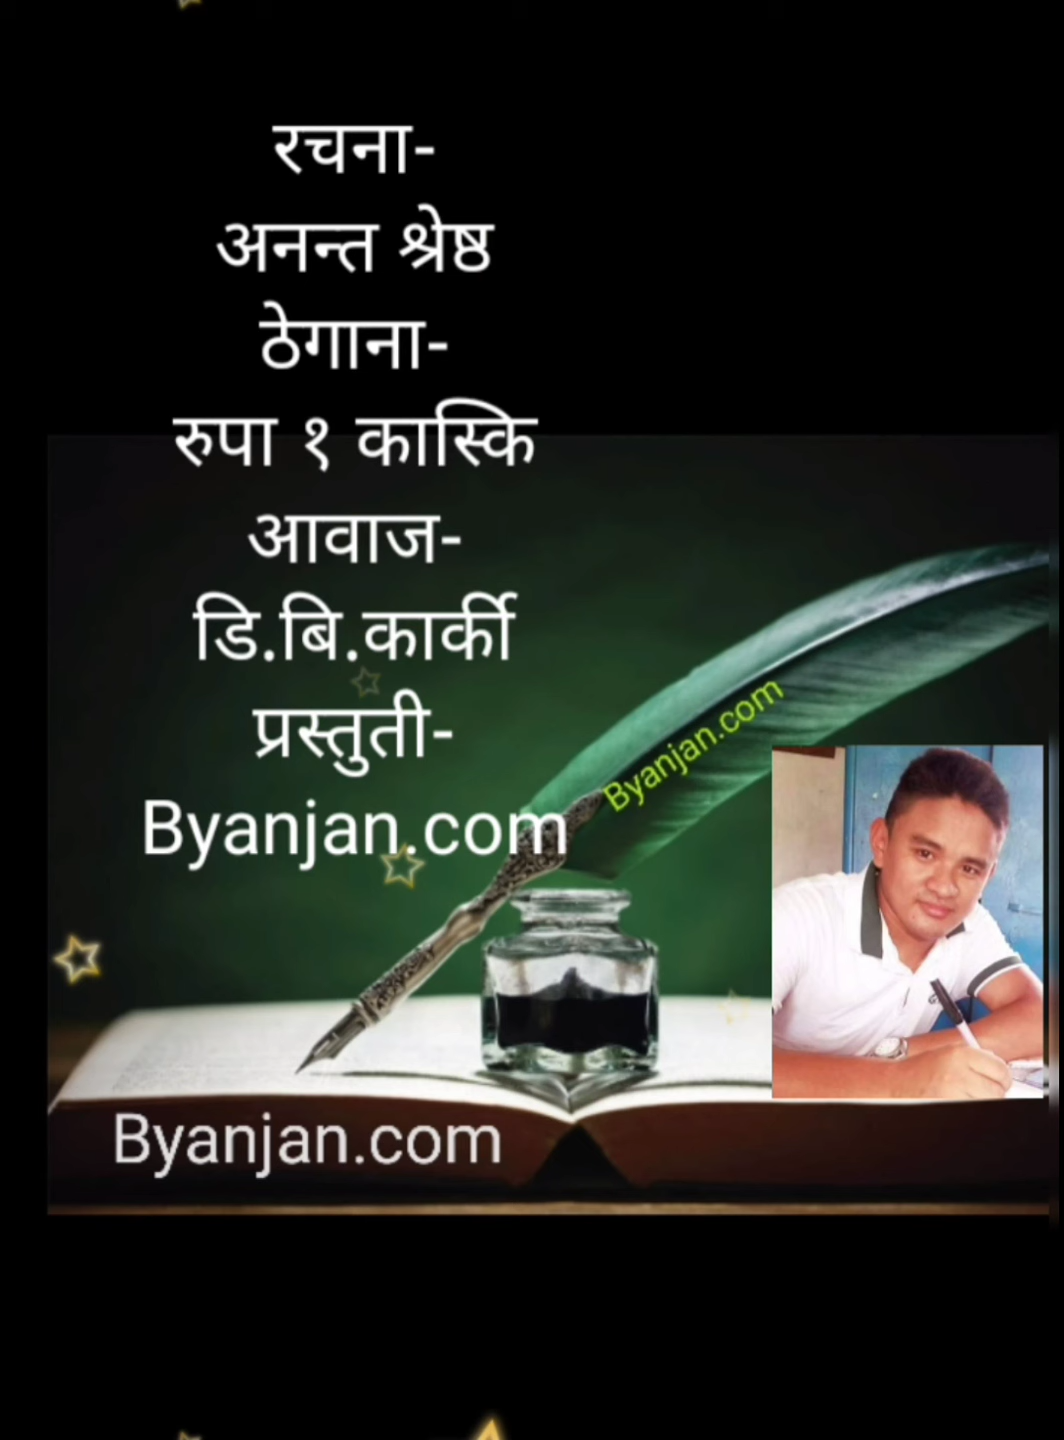 रचना-
अनन्त श्रेष्ठ
ठेगाना-
रुपा १ कास्कि
आवाज-
डि.बि.कार्की
प्रस्तुती-
Byanjan.com
Byanjan.com
Byanjan.com